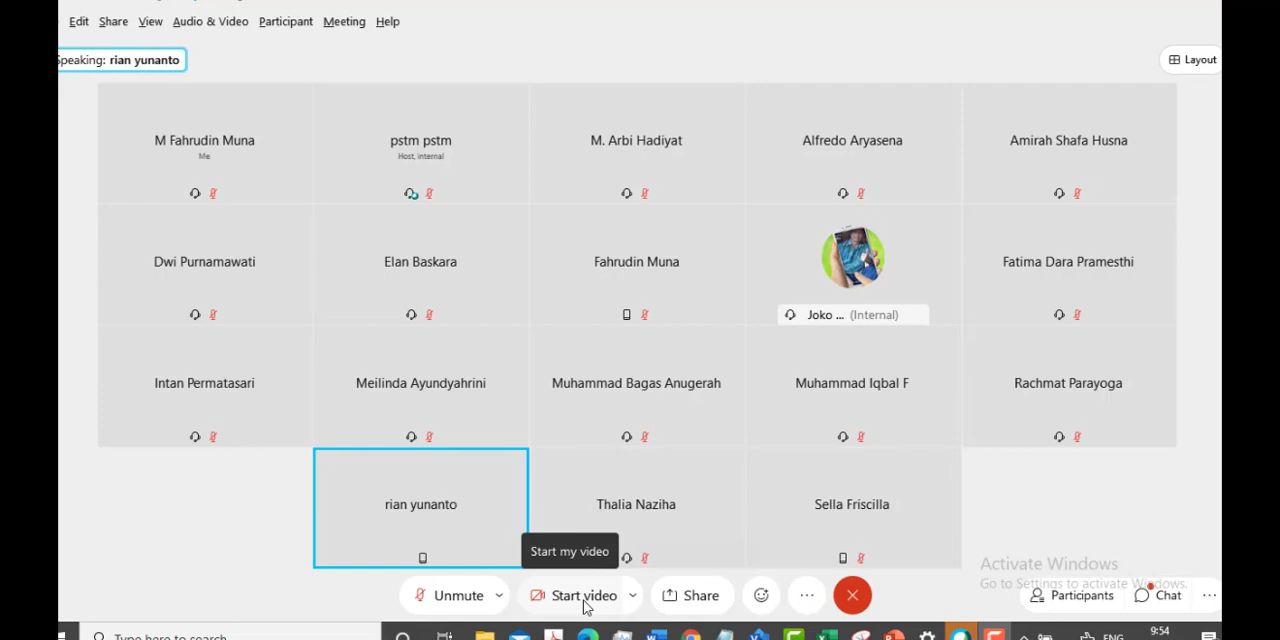 Edit Share View Audio & Video Participant Meeting Help
Speaking: rian yunanto
Layout
M Fahrudin Muna
Me
pstm pstm
Host, internal
M. Arbi Hadiyat
Alfredo Aryasena
Amirah Shafa Husna
Dwi Purnamawati
Elan Baskara
Fahrudin Muna
Joko ... (Internal)
Fatima Dara Pramesthi
Intan Permatasari
Meilinda Ayundyahrini
Muhammad Bagas Anugerah
Muhammad Iqbal F
Rachmat Parayoga
rian yunanto
Thalia Naziha
Sella Friscilla
Start my video
Activate Windows
Go to Settings to activate Windows.
Unmute
Start video
Share
Participants
Chat
Type here to search
ENG
9:54